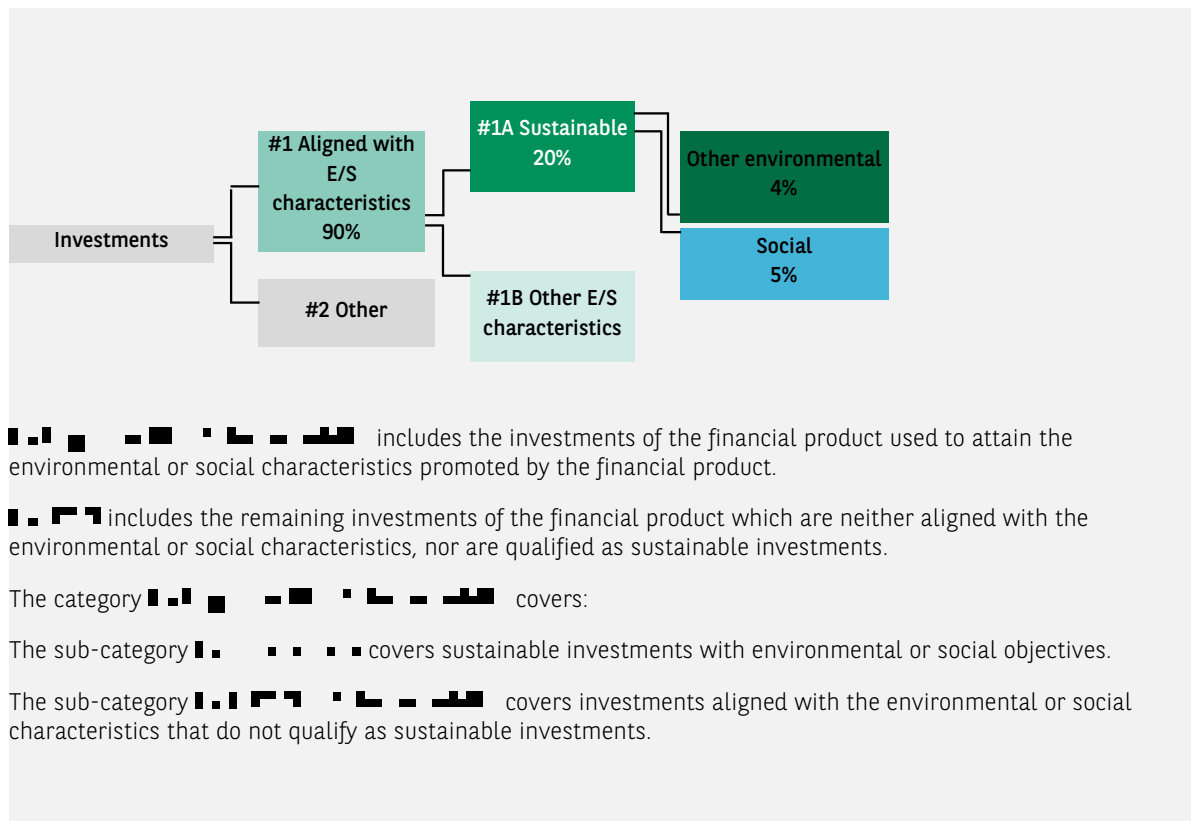 #1A Sustainable
20%
#1 Aligned with
E/S
characteristics
90%
Other environmental
4%
Investments
Social
5%
#2 Other
#1B Other E/S
characteristics
includes the investments of the financial product used to attain the
environmental or social characteristics promoted by the financial product.
includes the remaining investments of the financial product which are neither aligned with the
environmental or social characteristics, nor are qualified as sustainable investments.
The category covers:
The sub-category covers sustainable investments with environmental or social objectives.
The sub-category covers investments aligned with the environmental or social
characteristics that do not qualify as sustainable investments.